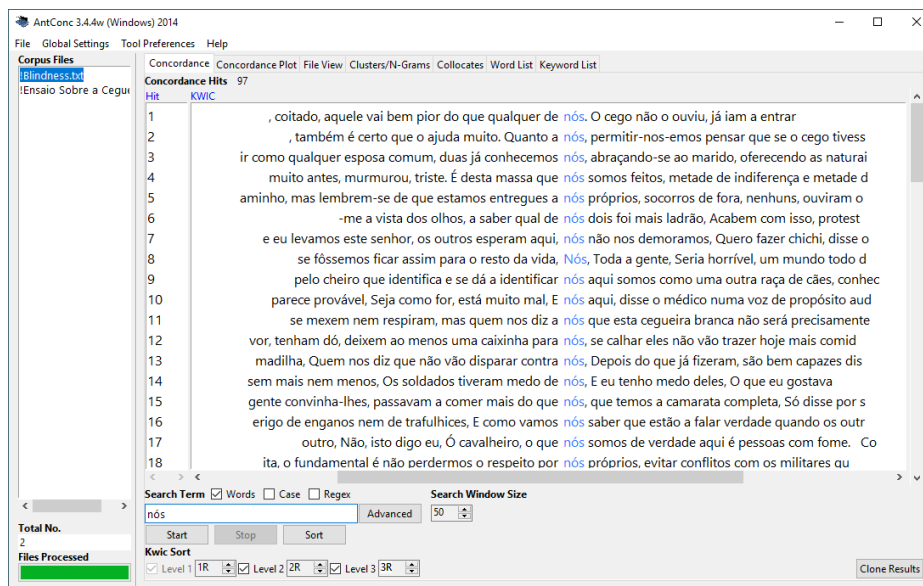 AntConc 3.4.4w (Windows) 2014
File Global Settings Tool Preferences Help
Corpus Files
!Blindness.txt
!Ensaio Sobre a Cegu
Concordance Concordance Plot File View Clusters/N-Grams Collocates Word List Keyword List
Concordance Hits 97
Hit KWIC
1 , coitado, aquele vai bem pior do que qualquer de nós. O cego não o ouviu, já iam a entrar
2 , também é certo que o ajuda muito. Quanto a nós, permitir-nos-emos pensar que se o cego tivess
3 ir como qualquer esposa comum, duas já conhecemos nós, abraçando-se ao marido, oferecendo as naturai
4 muito antes, murmurou, triste. É desta massa que nós somos feitos, metade de indiferença e metade d
5 aminho, mas lembrem-se de que estamos entregues a nós próprios, socorros de fora, nenhuns, ouviram o
6 -me a vista dos olhos, a saber qual de nós dois foi mais ladrão, Acabem com isso, protest
7 e eu levamos este senhor, os outros esperam aqui, nós não nos demoramos, Quero fazer chichi, disse o
8 se fôssemos ficar assim para o resto da vida, Nós, Toda a gente, Seria horrível, um mundo todo d
9 pelo cheiro que identifica e se dá a identificar nós aqui somos como uma outra raça de cães, conhec
10 parece provável, Seja como for, está muito mal, E nós aqui, disse o médico numa voz de propósito aud
11 se mexem nem respiram, mas quem nos diz a nós que esta cegueira branca não será precisamente
12 vor, tenham dó, deixem ao menos uma caixinha para nós, se calhar eles não vão trazer hoje mais comid
13 madilha, Quem nos diz que não vão disparar contra nós, Depois do que já fizeram, são bem capazes dis
14 sem mais nem menos, Os soldados tiveram medo de nós, E eu tenho medo deles, O que eu gostava
15 gente convinha-lhes, passavam a comer mais do que nós, que temos a camarata completa, Só disse por s
16 erigo de enganos nem de trafulhices, E como vamos nós saber que estão a falar verdade quando os outr
17 outro, Não, isto digo eu, Ó cavalheiro, o que nós somos de verdade aqui é pessoas com fome. Co
18 ita, o fundamental é não perdermos o respeito por nós próprios, evitar conflitos com os militares qu
Search Term Words Case Regex Search Window Size
nós Advanced 50
Total No.
2
Start Stop Sort
Files Processed
Kwic Sort
Level 1 1R Level 2 2R Level 3 3R Clone Results